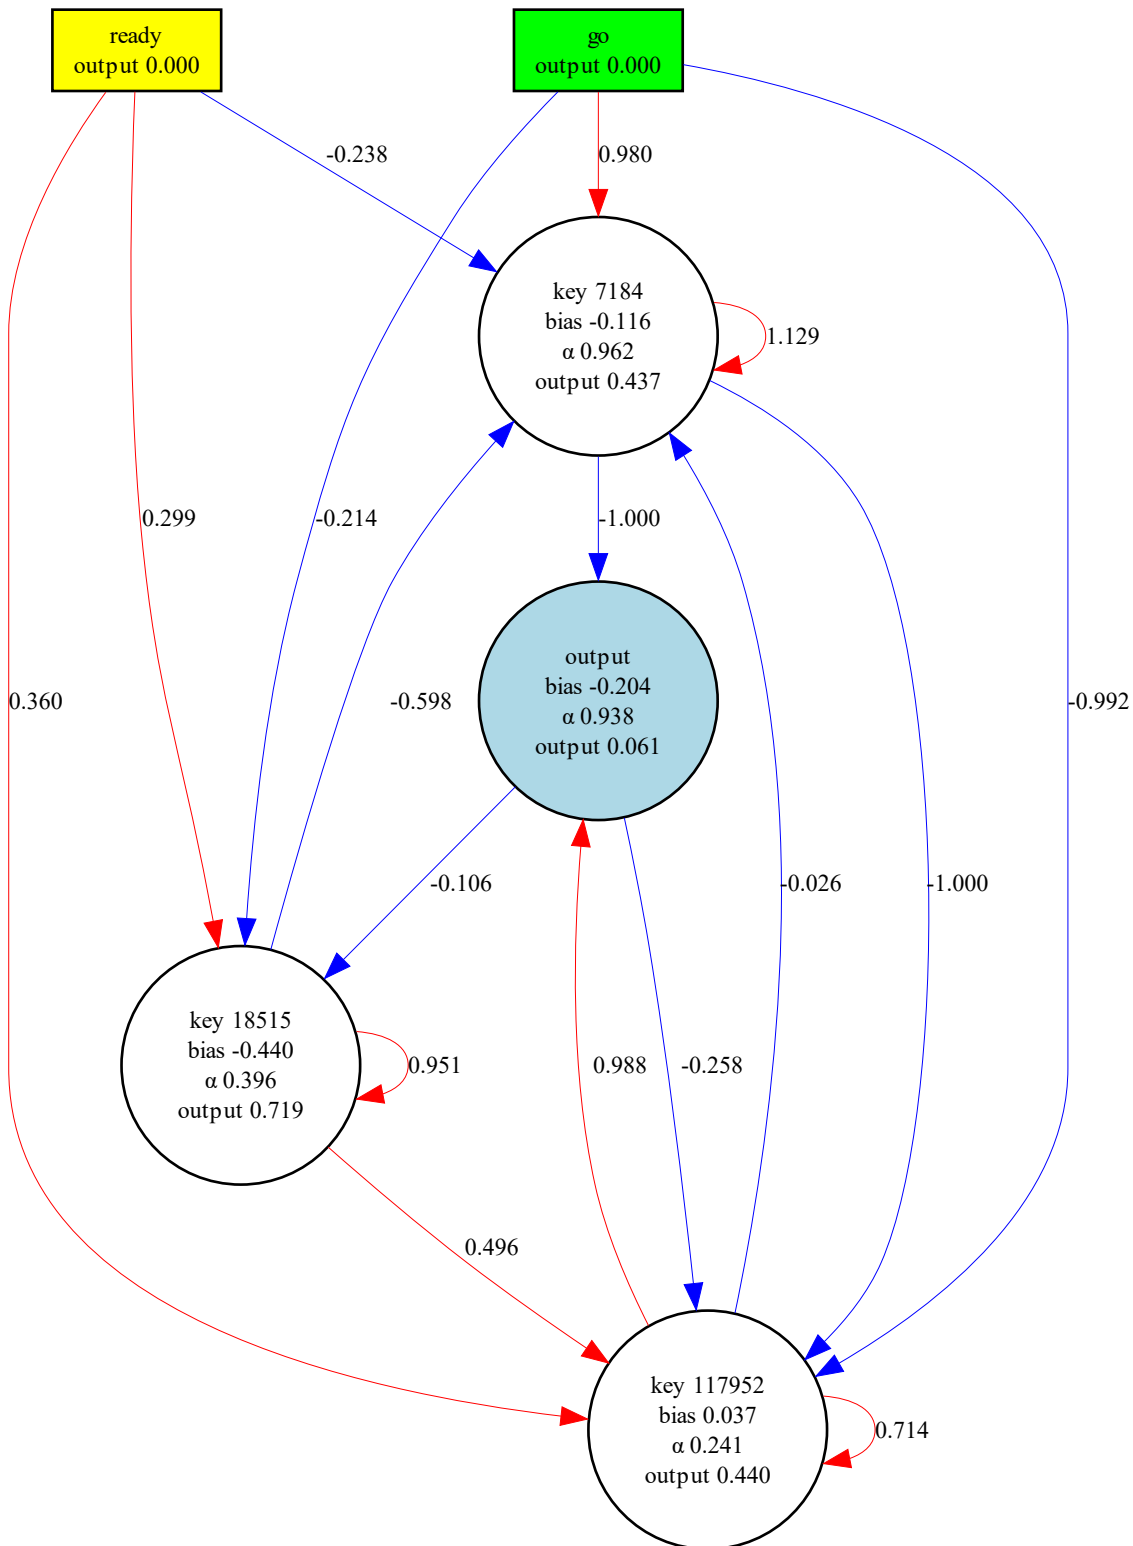 ready
output 0.000
go
output 0.000
-0.238
0.980
key 7184
bias -0.116
α 0.962
output 0.437
1.129
0.299
-0.214
-1.000
output
bias -0.204
α 0.938
output 0.061
0.360
-0.598
-0.992
-0.106
-0.026
-1.000
key 18515
bias -0.440
α 0.396
output 0.719
0.951
0.988
-0.258
0.496
key 117952
bias 0.037
α 0.241
output 0.440
0.714